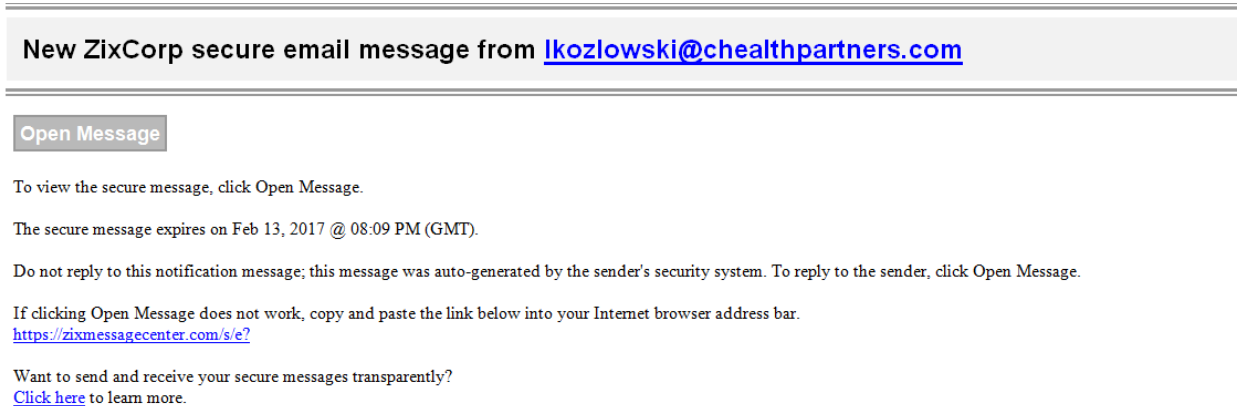 New ZixCorp secure email message from lkozlowski@chealthpartners.com
Open Message
To view the secure message, click Open Message.
The secure message expires on Feb 13, 2017 @ 08:09 PM (GMT).
Do not reply to this notification message; this message was auto-generated by the sender's security system. To reply to the sender, click Open Message.
If clicking Open Message does not work, copy and paste the link below into your Internet browser address bar.
https://zixmessagecenter.com/s/e?
Want to send and receive your secure messages transparently?
Click here to learn more.